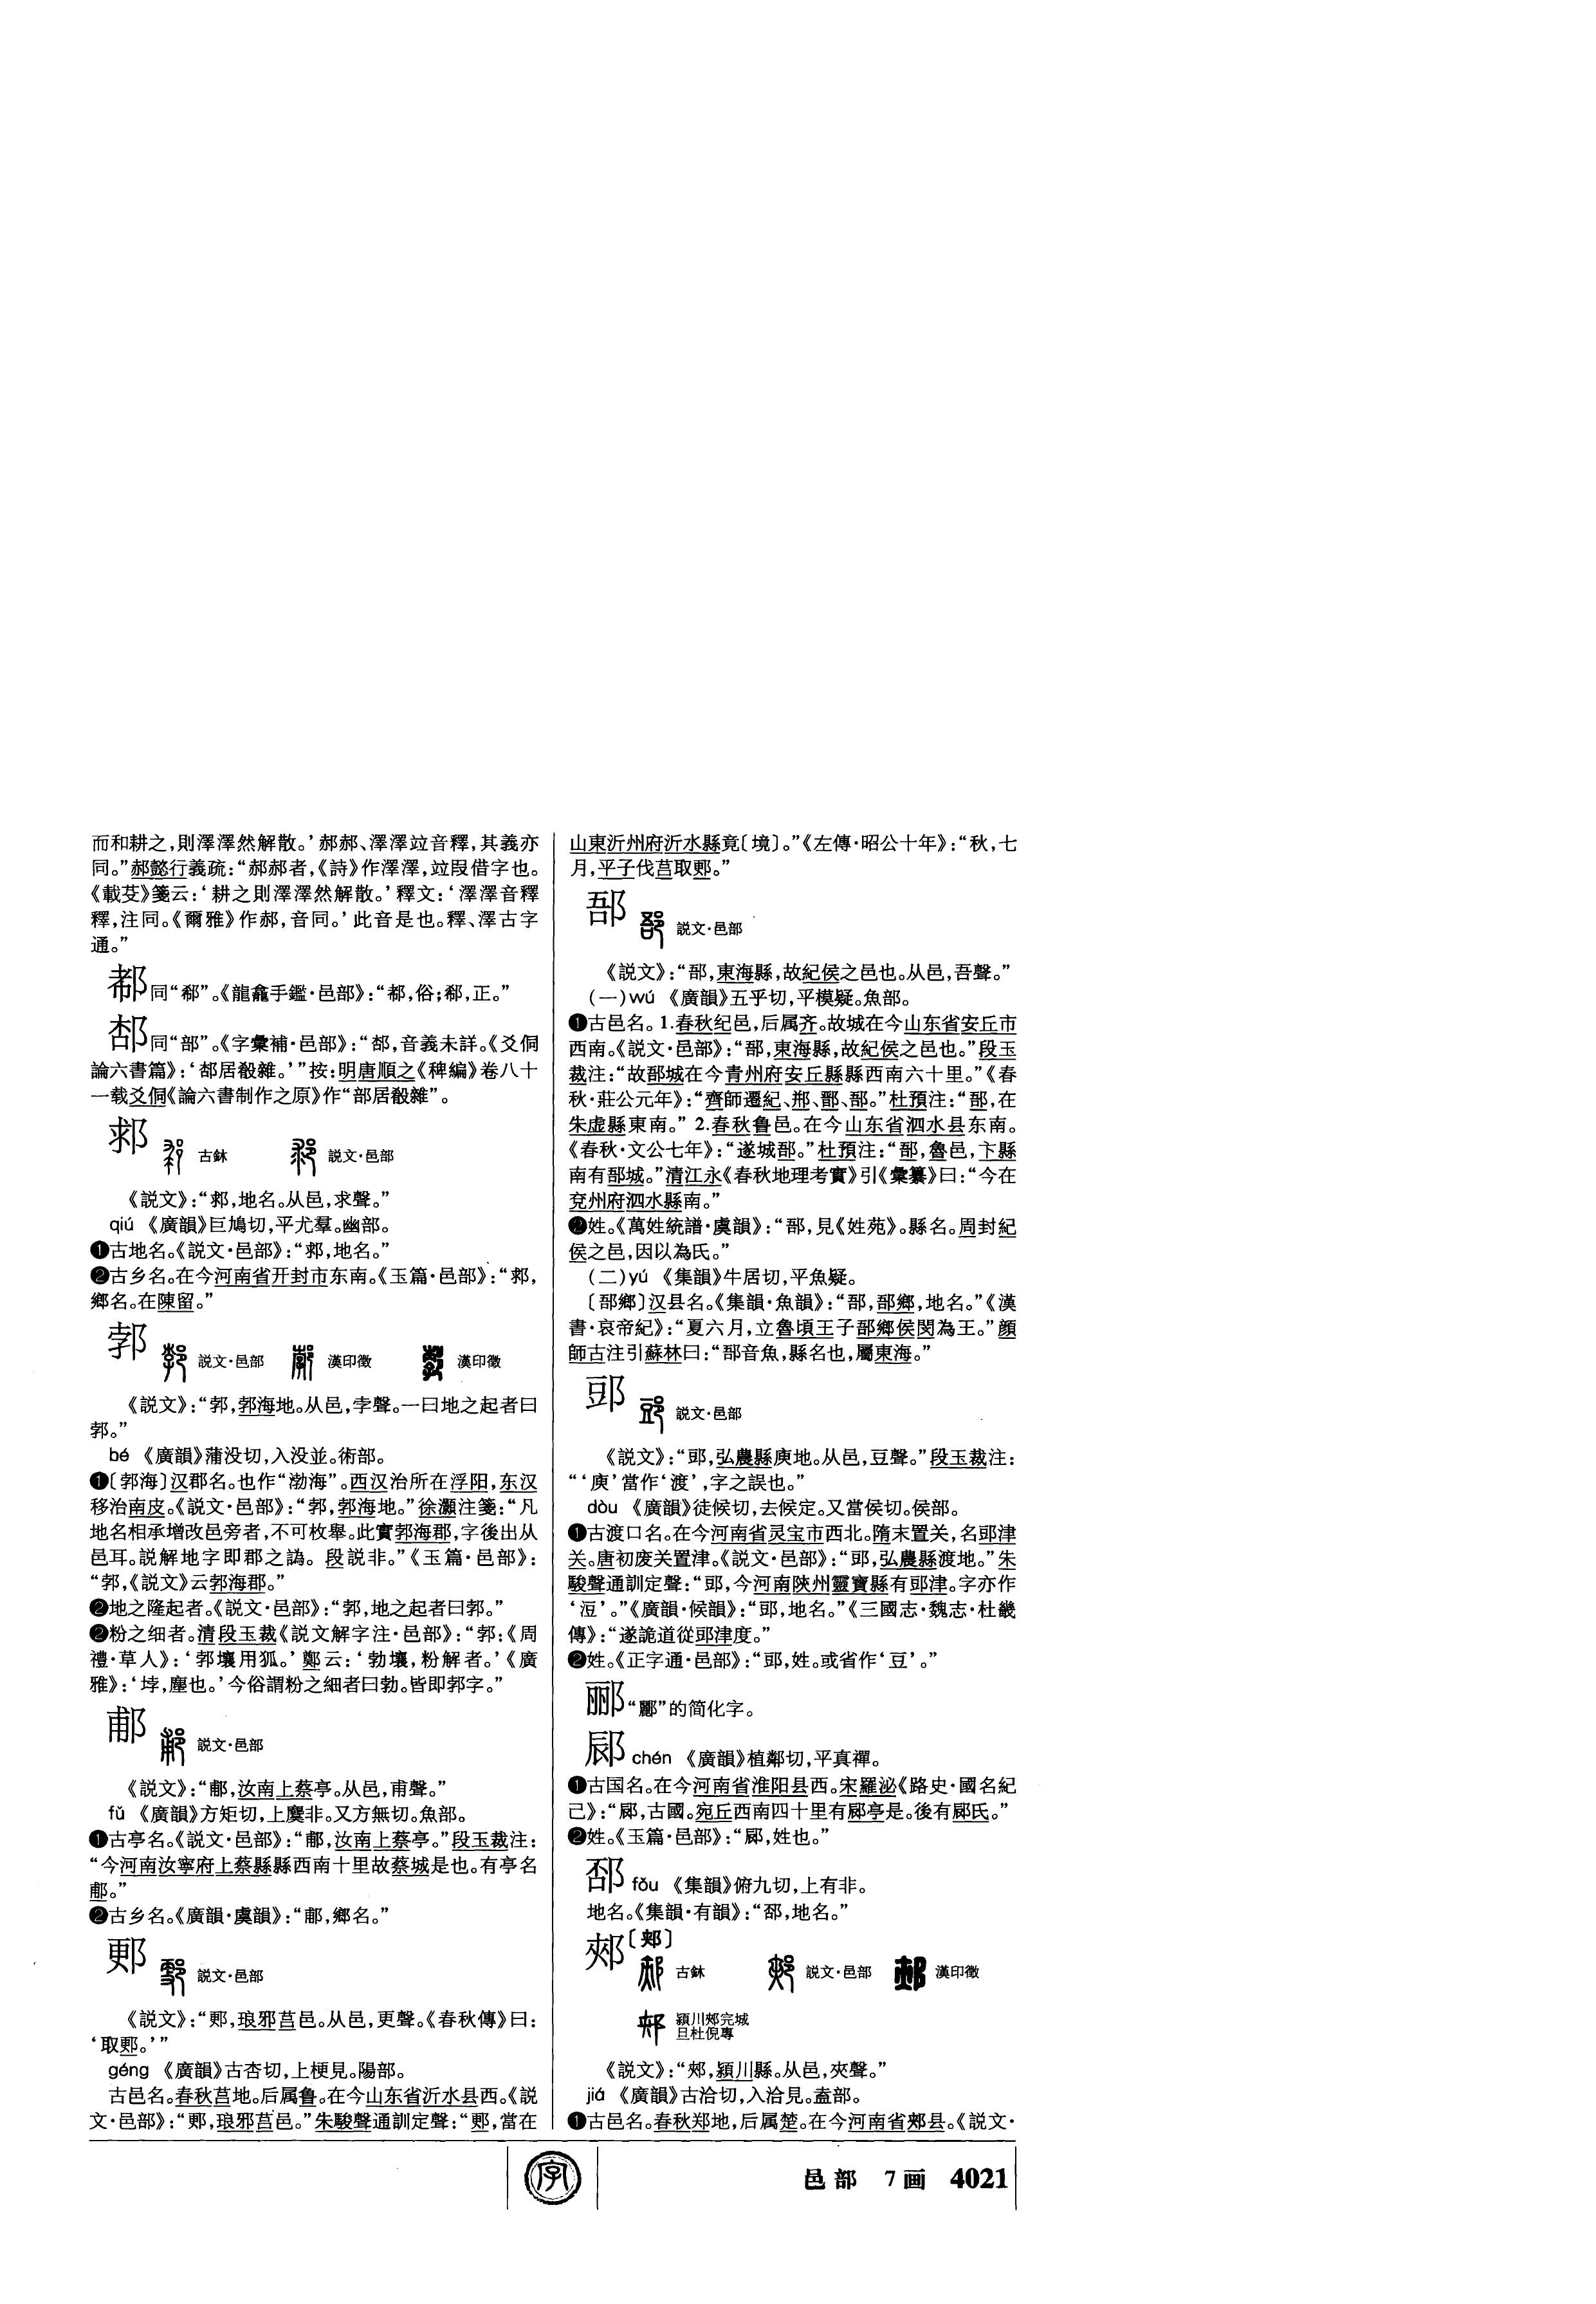 而和耕之,則澤澤然解散。’郝郝、澤澤竝音釋,其義亦
同。”郝懿行義疏:“郝郝者,《詩》作澤澤,竝叚借字也。
《載芟》箋云:‘耕之則澤澤然解散。’釋文:‘澤澤音釋
釋,注同。《爾雅》作郝,音同。’此音是也。釋、澤古字
通。”
同“郗”。《龍龕手鑑·邑部》:“,俗;郗,正。”
同“部”。《字彙補·邑部》:“,音義未詳。《爻侗
論六書篇》:‘居殽雜。’”按:明唐順之《稗編》卷八十
一载爻侗《論六書制作之原》作“部居殽雜”。
郣 古鉨 説文·邑部
《説文》:“郣,地名。从邑,求聲。”
qiú 《廣韻》巨鳩切,平尤羣。幽部。
❶古地名。《説文·邑部》:“𨛔,地名。”
❷古乡名。在今河南省开封市东南。《玉篇·邑部》:“𨛔,
鄉名。在陳留。”
郣 説文·邑部 漢印徵 漢印徵
《説文》:“郣,郣海地。从邑,孛聲。一曰地之起者曰
郣。”
bé 《廣韻》蒲没切,入没並。術部。
❶〔郣海〕汉郡名。也作“渤海”。西汉治所在浮阳,东汉
移治南皮。《説文·邑部》:“郣,郣海地。”徐灝注箋:“凡
地名相承增改邑旁者,不可枚舉。此實郣海郡,字後出从
邑耳。説解地字即郡之譌。段説非。”《玉篇·邑部》:
“郣,《説文》云郣海郡。”
❷地之隆起者。《説文·邑部》:“郣,地之起者曰郣。”
❷粉之细者。清段玉裁《説文解字注·邑部》:“郣:《周
禮·草人》:‘郣壤用狐。’鄭云:‘勃壤,粉解者。’《廣
雅》:‘㙛,塵也。’今俗謂粉之細者曰勃。皆即郣字。”
郙 説文·邑部
《説文》:“郙,汝南上蔡亭。从邑,甫聲。”
fǔ 《廣韻》方矩切,上麌非。又方無切。魚部。
❶古亭名。《説文·邑部》:“郙,汝南上蔡亭。”段玉裁注:
“今河南汝寧府上蔡縣縣西南十里故蔡城是也。有亭名
郙。”
❷古乡名。《廣韻·虞韻》:“郙,鄉名。”
郠 説文·邑部
《説文》:“郠,琅邪莒邑。从邑,更聲。《春秋傳》曰:
‘取郠。’”
gěng 《廣韻》古杏切,上梗見。陽部。
古邑名。春秋莒地。后属鲁。在今山东省沂水县西。《説
文·邑部》:“郠,琅邪莒邑。”朱駿聲通訓定聲:“郠,當在
山東沂州府沂水縣竟〔境〕。”《左傳·昭公十年》:“秋,七
月,平子伐莒取郠。”
郚 説文·邑部
《説文》:“郚,東海縣,故紀侯之邑也。从邑,吾聲。”
(一)wú 《廣韻》五乎切,平模疑。魚部。
❶古邑名。1.春秋纪邑,后属齐。故城在今山东省安丘市
西南。《説文·邑部》:“郚,東海縣,故紀侯之邑也。”段玉
裁注:“故郚城在今青州府安丘縣縣西南六十里。”《春
秋·莊公元年》:“齊師遷紀、郱、鄑、郚。”杜預注:“郚,在
朱虚縣東南。”2.春秋鲁邑。在今山东省泗水县东南。
《春秋·文公七年》:“遂城郚。”杜預注:“郚,魯邑,卞縣
南有郚城。”清江永《春秋地理考實》引《彙纂》曰:“今在
兗州府泗水縣南。”
❷姓。《萬姓統譜·虞韻》:“郚,見《姓苑》。縣名。周封紀
侯之邑,因以為氏。”
(二)yú 《集韻》牛居切,平魚疑。
〔郚鄉〕汉县名。《集韻·魚韻》:“郚,郚鄉,地名。”《漢
書·哀帝紀》:“夏六月,立魯頃王子郚鄉侯閔為王。”顔
師古注引蘇林曰:“郚音魚,縣名也,屬東海。”
郖 説文·邑部
《説文》:“郖,弘農縣庾地。从邑,豆聲。”段玉裁注:
“‘庾’當作‘渡’,字之誤也。”
dòu 《廣韻》徒候切,去候定。又當侯切。侯部。
❶古渡口名。在今河南省灵宝市西北。隋末置关,名郖津
关。唐初废关置津。《説文·邑部》:“郖,弘農縣渡地。”朱
駿聲通訓定聲:“郖,今河南陝州靈寶縣有郖津。字亦作
‘浢’。”《廣韻·候韻》:“郖,地名。”《三國志·魏志·杜畿
傳》:“遂詭道從郖津度。”
❷姓。《正字通·邑部》:“郖,姓。或省作‘豆’。”
郦“酈”的简化字。
䢻 chén 《廣韻》植鄰切,平真禪。
❶古国名。在今河南省淮阳县西。宋羅泌《路史·國名紀
己》:“䢻,古國。宛丘西南四十里有䢻亭是。後有䢻氏。”
❷姓。《玉篇·邑部》:“䢻,姓也。”
fǒu 《集韻》俯九切,上有非。
地名。《集韻·有韻》:“,地名。”
郟〔郏〕 古鉨 説文·邑部 漢印徵
潁川郟完城
旦杜倪專
《説文》:“郟,潁川縣。从邑,夾聲。”
jiá 《廣韻》古洽切,入洽見。盍部。
❶古邑名。春秋郑地,后属楚。在今河南省郏县。《説文·
邑部 7画 4021